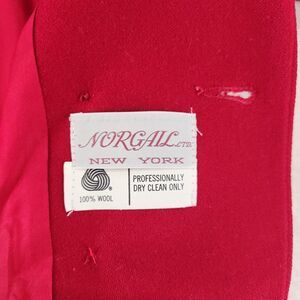 NORGAIL LTD.
NEW YORK
PROFESSIONALLY
DRY CLEAN ONLY
100% WOOL